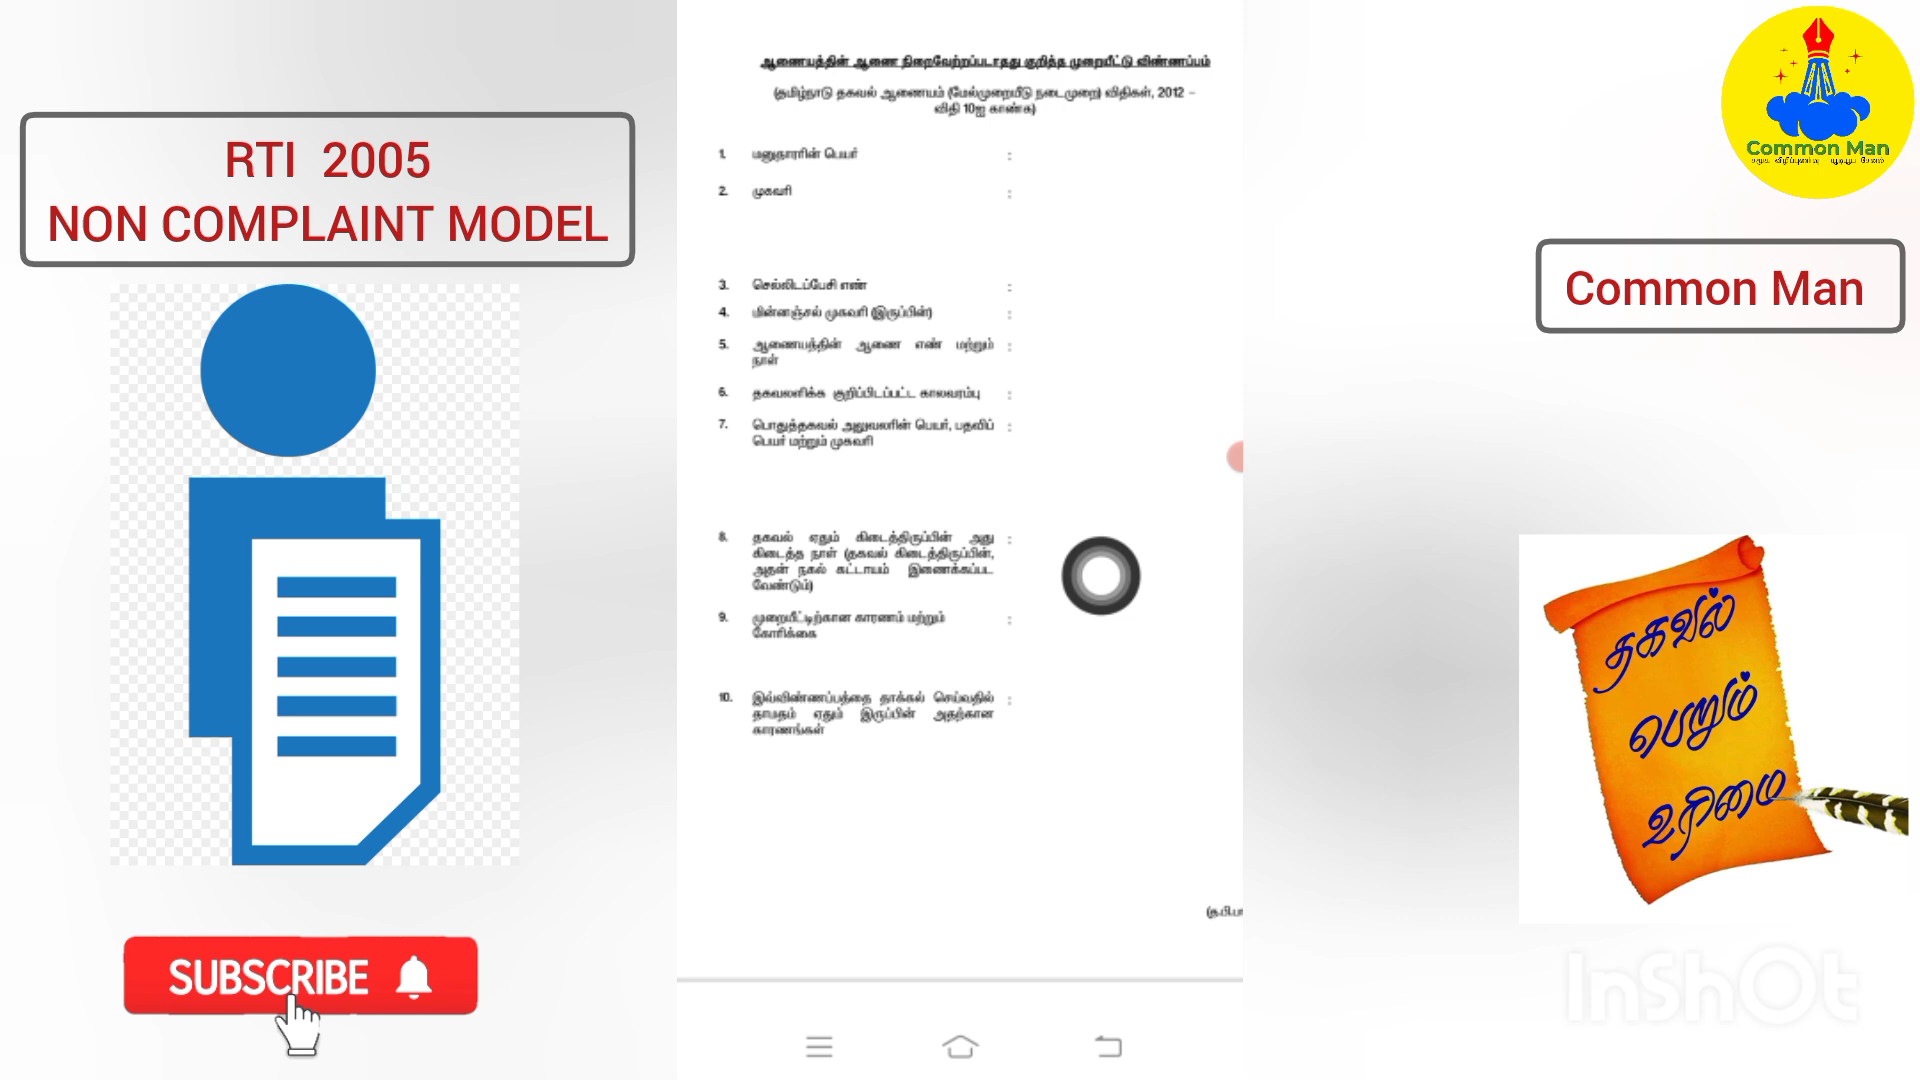 RTI 2005
NON COMPLAINT MODEL
SUBSCRIBE
ஆணையத்தின் ஆணை நிறைவேற்றப்படாதது குறித்த முறையீட்டு விண்ணப்பம்
(தமிழ்நாடு தகவல் ஆணையம் (மேல்முறையீடு நடைமுறை) விதிகள், 2012 –
விதி 10ஐ காண்க)
1. மனுதாரரின் பெயர் :
2. முகவரி :
3. செல்லிடப்பேசி எண் :
4. மின்னஞ்சல் முகவரி (இருப்பின்) :
5. ஆணையத்தின் ஆணை எண் மற்றும் :
நாள்
6. தகவலளிக்க குறிப்பிடப்பட்ட காலவரம்பு :
7. பொதுத்தகவல் அலுவலரின் பெயர், பதவிப் :
பெயர் மற்றும் முகவரி
8. தகவல் ஏதும் கிடைத்திருப்பின் அது :
கிடைத்த நாள் (தகவல் கிடைத்திருப்பின்,
அதன் நகல் கட்டாயம் இணைக்கப்பட
வேண்டும்)
9. முறையீட்டிற்கான காரணம் மற்றும் :
கோரிக்கை
10. இவ்விண்ணப்பத்தை தாக்கல் செய்வதில் :
தாமதம் ஏதும் இருப்பின் அதற்கான
காரணங்கள்
Common Man
Common Man
தகவல்
பெறும்
உரிமை
InShOt